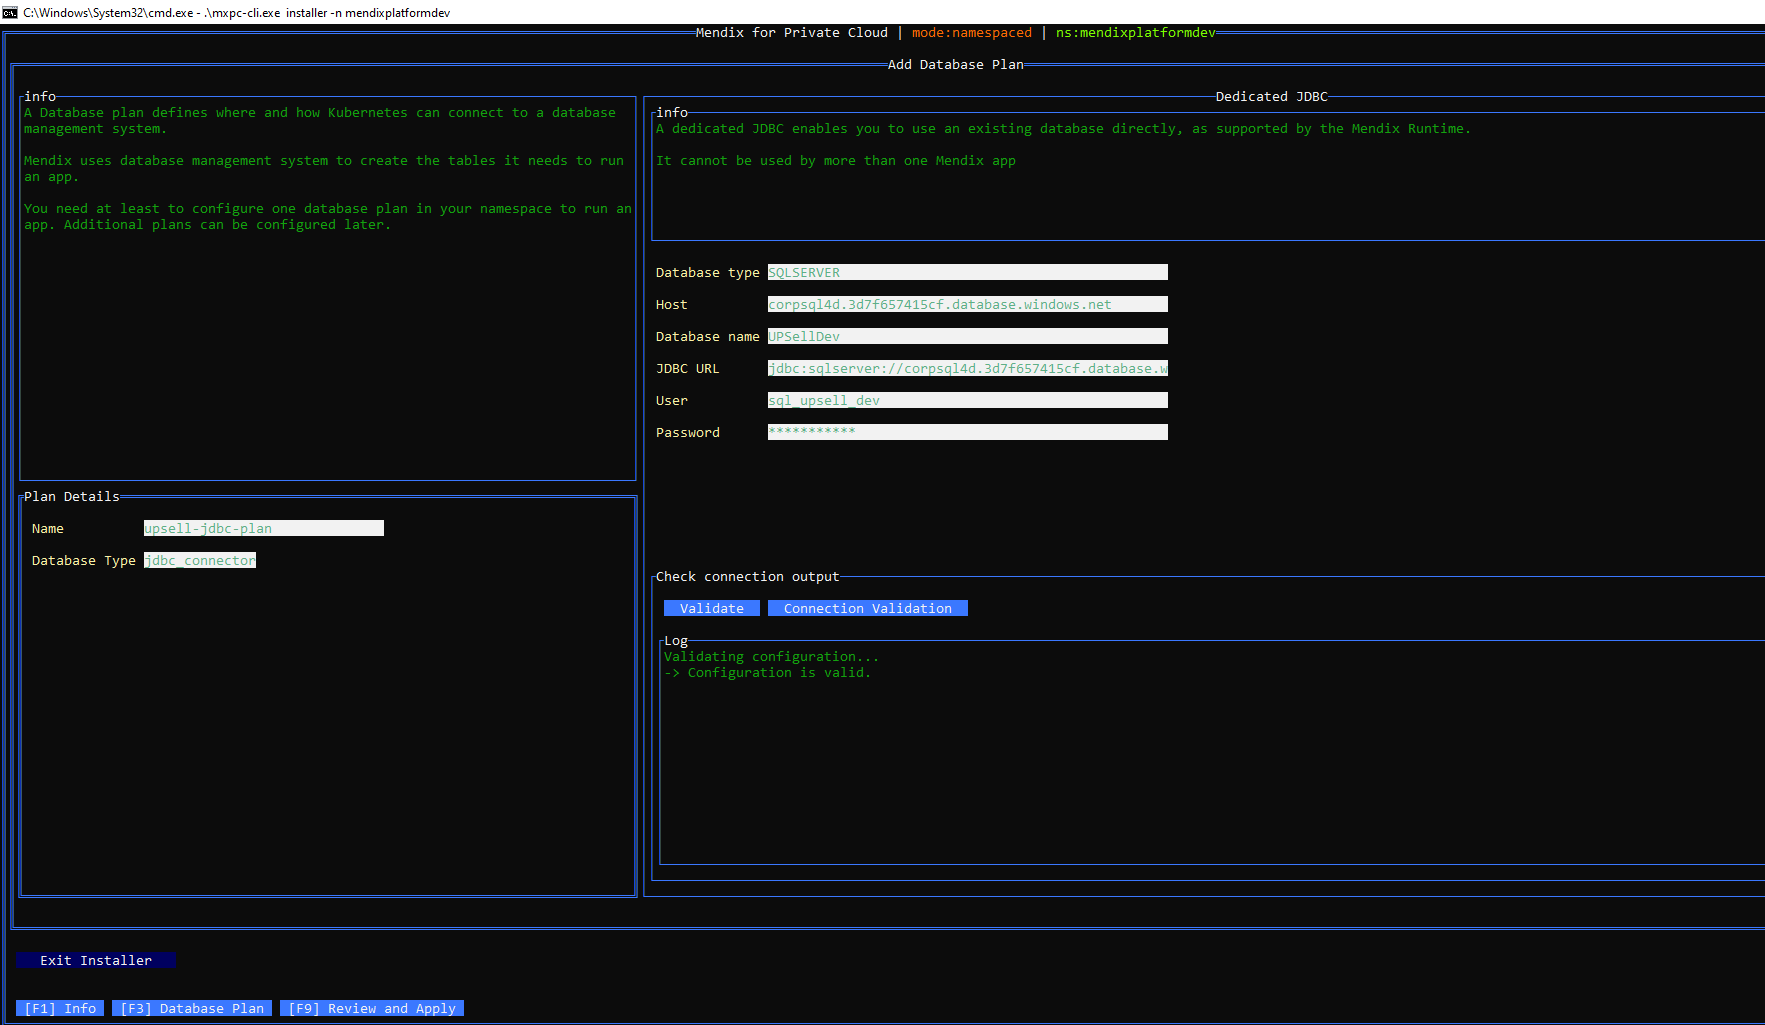 C:\Windows\System32\cmd.exe - .\mxpc-cli.exe installer -n mendixplatformdev
Mendix for Private Cloud | mode:namespaced | ns:mendixplatformdev
Add Database Plan
info
A Database plan defines where and how Kubernetes can connect to a database
management system.
Mendix uses database management system to create the tables it needs to run
an app.
You need at least to configure one database plan in your namespace to run an
app. Additional plans can be configured later.
Plan Details
Name upsell-jdbc-plan
Database Type jdbc_connector
Dedicated JDBC
info
A dedicated JDBC enables you to use an existing database directly, as supported by the Mendix Runtime.
It cannot be used by more than one Mendix app
Database type SQLSERVER
Host corpsql4d.3d7f657415cf.database.windows.net
Database name UPSellDev
JDBC URL jdbc:sqlserver://corpsql4d.3d7f657415cf.database.w
User sql_upsell_dev
Password ***********
Check connection output
Validate Connection Validation
Log
Validating configuration...
-> Configuration is valid.
Exit Installer
[F1] Info [F3] Database Plan [F9] Review and Apply